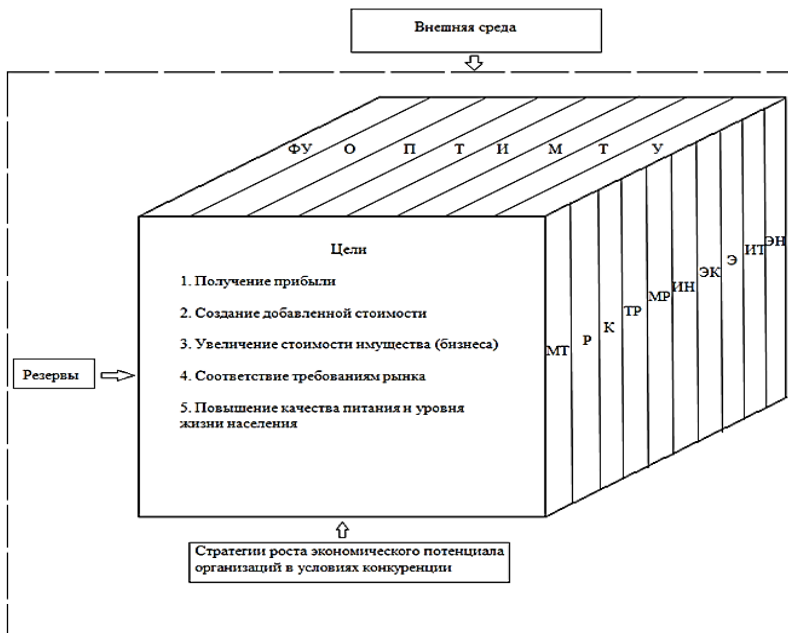 Внешняя среда
ФУ О П Т И М Т У
Цели
1. Получение прибыли
2. Создание добавленной стоимости
3. Увеличение стоимости имущества (бизнеса)
4. Соответствие требованиям рынка
5. Повышение качества питания и уровня
жизни населения
МТ Р К ТР МР ИН ЭК Э ИТ ЭН
Резервы
Стратегии роста экономического потенциала
организаций в условиях конкуренции